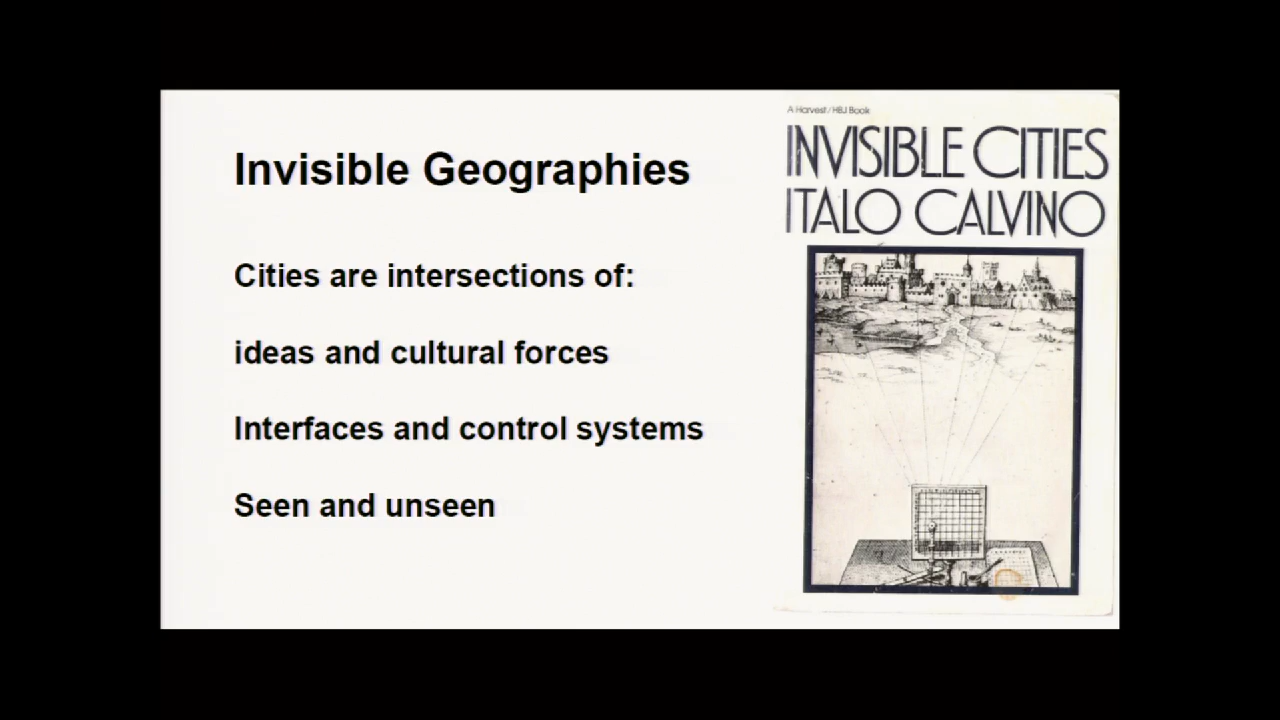 Invisible Geographies
Cities are intersections of:
ideas and cultural forces
Interfaces and control systems
Seen and unseen
A Harvest/HBJ Book
INVISIBLE CITIES
ITALO CALVINO